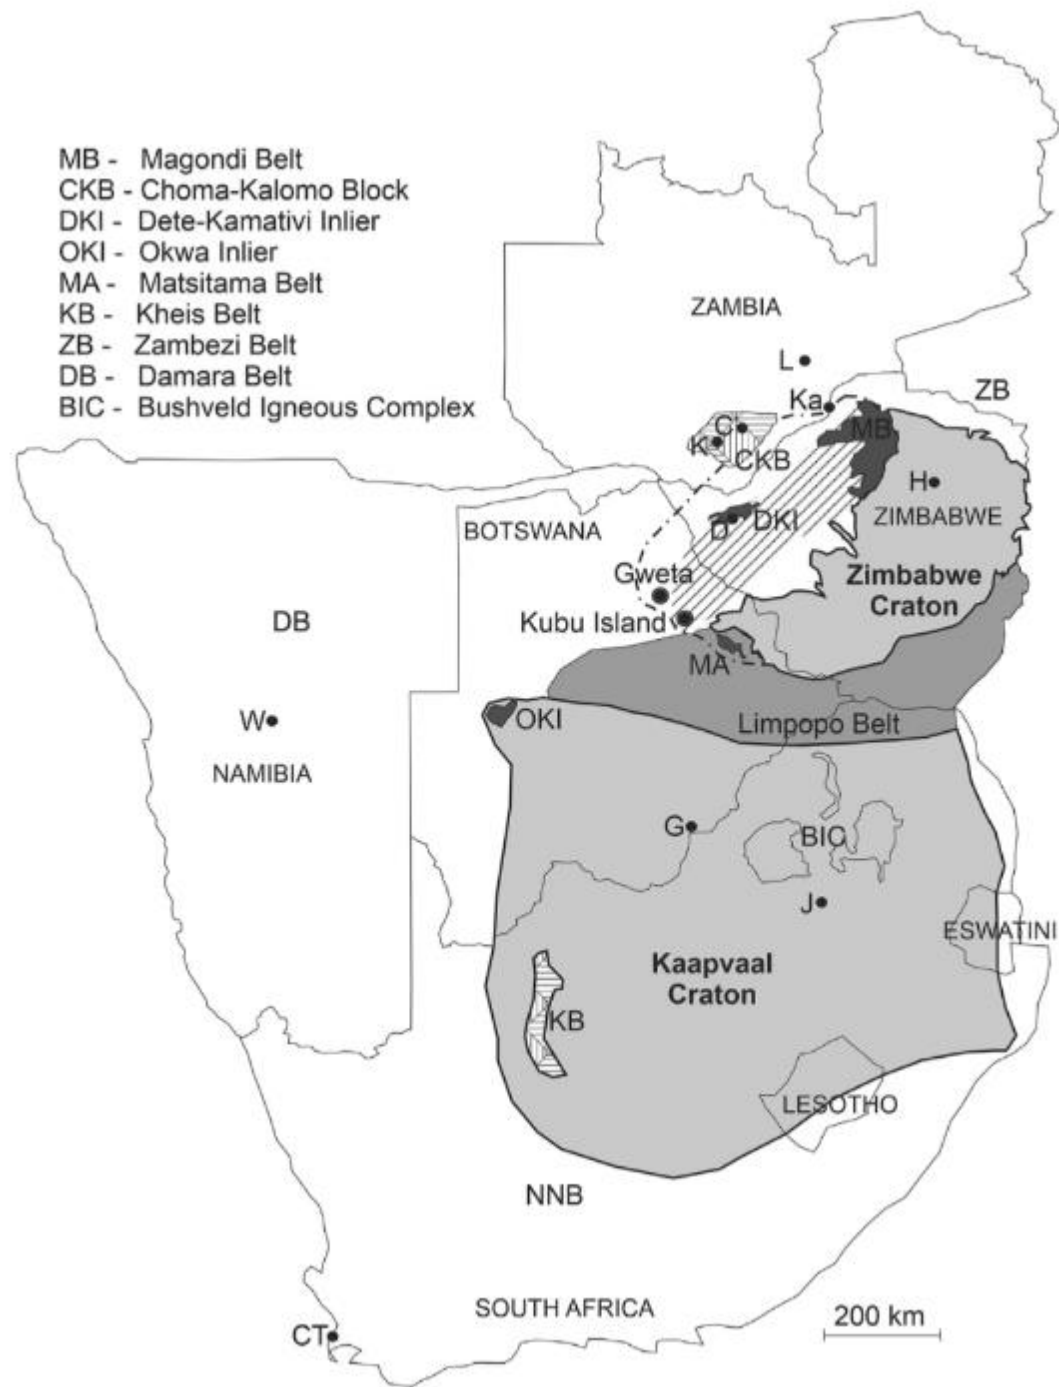 MB - Magondi Belt
CKB - Choma-Kalomo Block
DKI - Dete-Kamativi Inlier
OKI - Okwa Inlier
MA - Matsitama Belt
KB - Kheis Belt
ZB - Zambezi Belt
DB - Damara Belt
BIC - Bushveld Igneous Complex
ZAMBIA
L
ZB
Ka
MB
C
K
CKB
H
ZIMBABWE
BOTSWANA
D
DKI
Gweta
Zimbabwe
Craton
Kubu Island
DB
MA
W
OKI
Limpopo Belt
NAMIBIA
G
BIC
J
ESWATINI
Kaapvaal
Craton
KB
LESOTHO
NNB
SOUTH AFRICA
200 km
CT